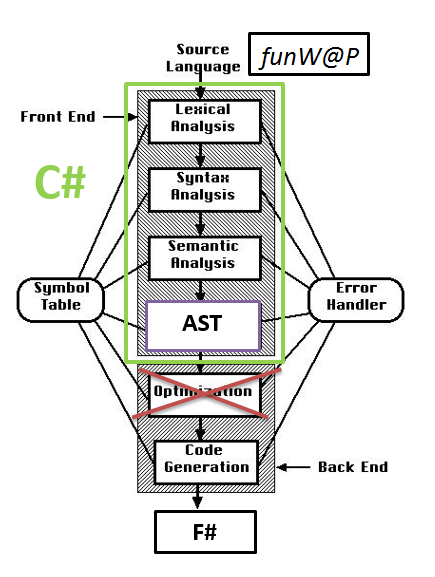 Source
Language
funW@P
Front End
Lexical
Analysis
C#
Syntax
Analysis
Semantic
Analysis
Symbol
Table
AST
Error
Handler
Optimization
Code
Generation
Back End
F#